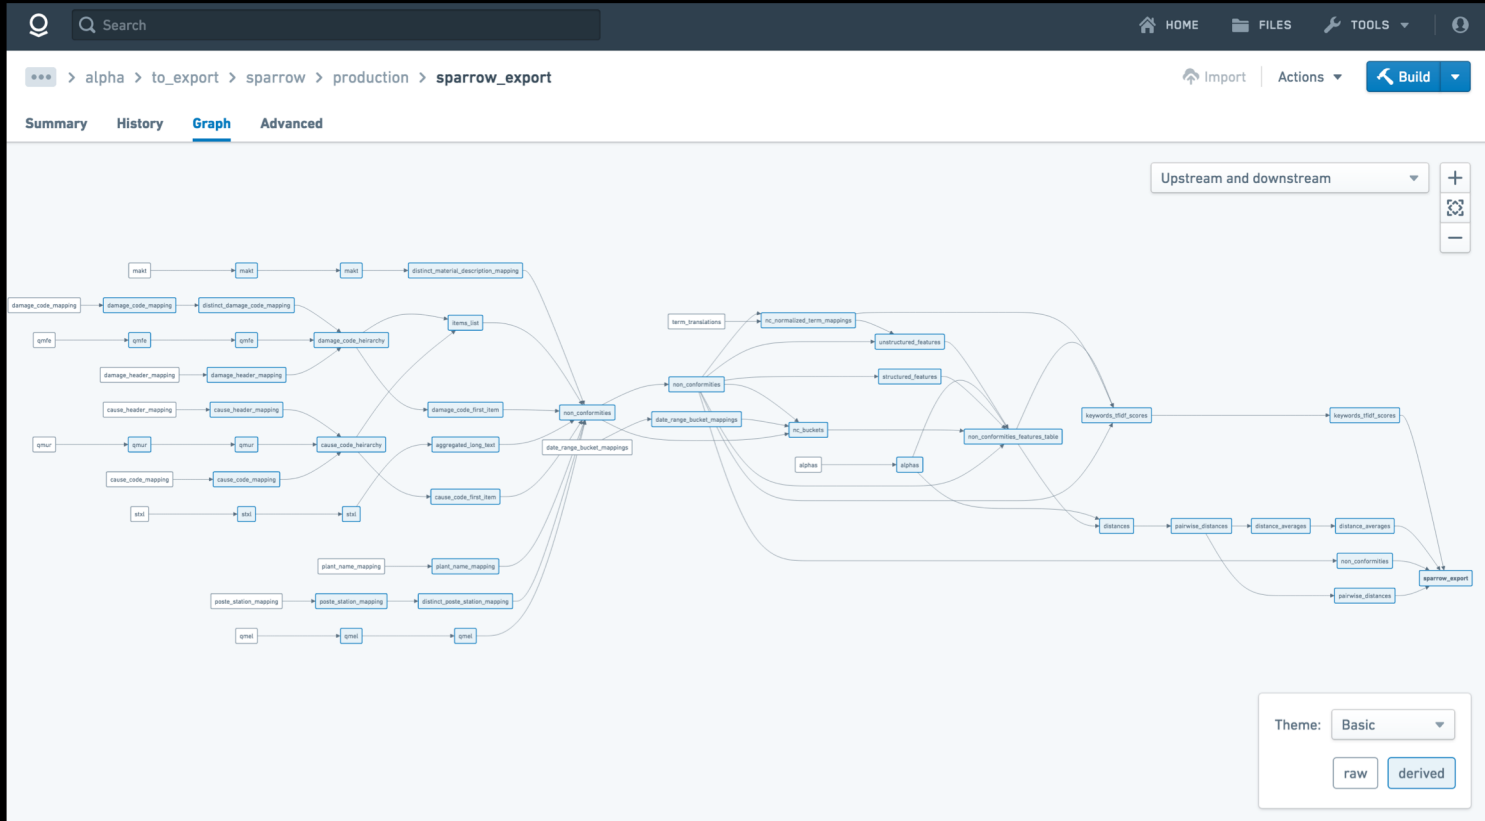 Search
HOME
FILES
TOOLS
... > alpha > to_export > sparrow > production > sparrow_export
Import
Actions
Build
Summary
History
Graph
Advanced
Upstream and downstream
makt
makt
makt
distinct_material_description_mapping
damage_code_mapping
damage_code_mapping
distinct_damage_code_mapping
items_list
term_translations
nc_normalized_term_mappings
qmfe
qmfe
qmfe
damage_code_heirarchy
unstructured_features
damage_header_mapping
damage_header_mapping
non_conformities
structured_features
cause_header_mapping
cause_header_mapping
damage_code_first_item
non_conformities
date_range_bucket_mappings
keywords_tfidf_scores
keywords_tfidf_scores
nc_buckets
non_conformities_features_table
qmur
qmur
qmur
cause_code_heirarchy
aggregated_long_text
date_range_bucket_mappings
alphas
alphas
cause_code_mapping
cause_code_mapping
cause_code_first_item
stxl
stxl
stxl
distances
pairwise_distances
distance_averages
distance_averages
plant_name_mapping
plant_name_mapping
non_conformities
sparrow_export
poste_station_mapping
poste_station_mapping
distinct_poste_station_mapping
pairwise_distances
qmel
qmel
qmel
Theme:
Basic
raw
derived